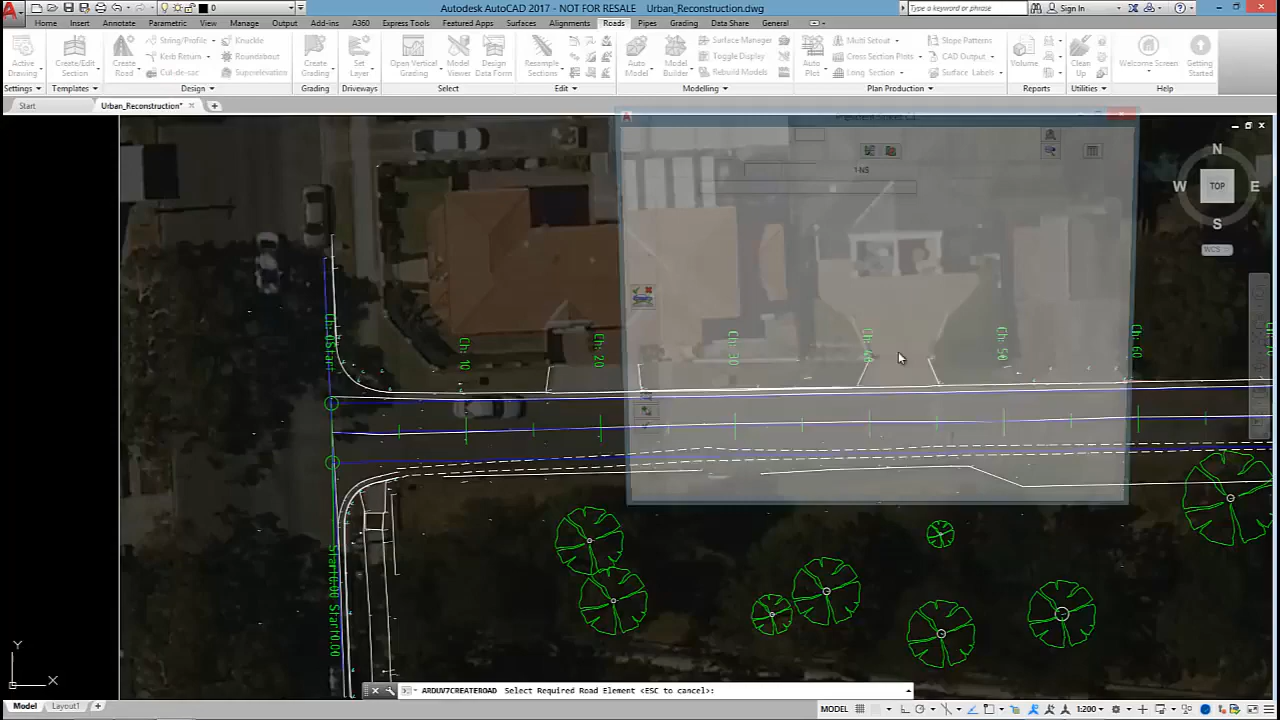 Autodesk AutoCAD 2017 - NOT FOR RESALE Urban_Reconstruction.dwg
0
Type a keyword or phrase
Sign In
Home Insert Annotate Parametric View Manage Output Add-ins A360 Express Tools Featured Apps Surfaces Alignments Roads Pipes Grading Data Share General
Active Drawing
Create/Edit Section
Create Road
String/Profile
Kerb Return
Cul-de-sac
Knuckle
Roundabout
Superelevation
Create Grading
Set Layer
Open Vertical Grading
Model Viewer
Design Data Form
Resample Sections
Auto Model
Model Builder
Surface Manager
Toggle Display
Rebuild Models
Auto Plot
Multi Setout
Cross Section Plots
Long Section
Slope Patterns
CAD Output
Surface Labels
Volume
Clean Up
Welcome Screen
Getting Started
Settings Templates Design Grading Driveways Select Edit Modelling Plan Production Reports Utilities Help
Start
Urban_Reconstruction*
N
W TOP E
S
WCS
1-NS
Ch: 10
Ch: 20
Ch: 30
Ch: 40
Ch: 50
Ch: 60
Y
X
ARDUV7CREATEROAD Select Required Road Element <ESC to cancel>:
Model Layout1
MODEL
1:200